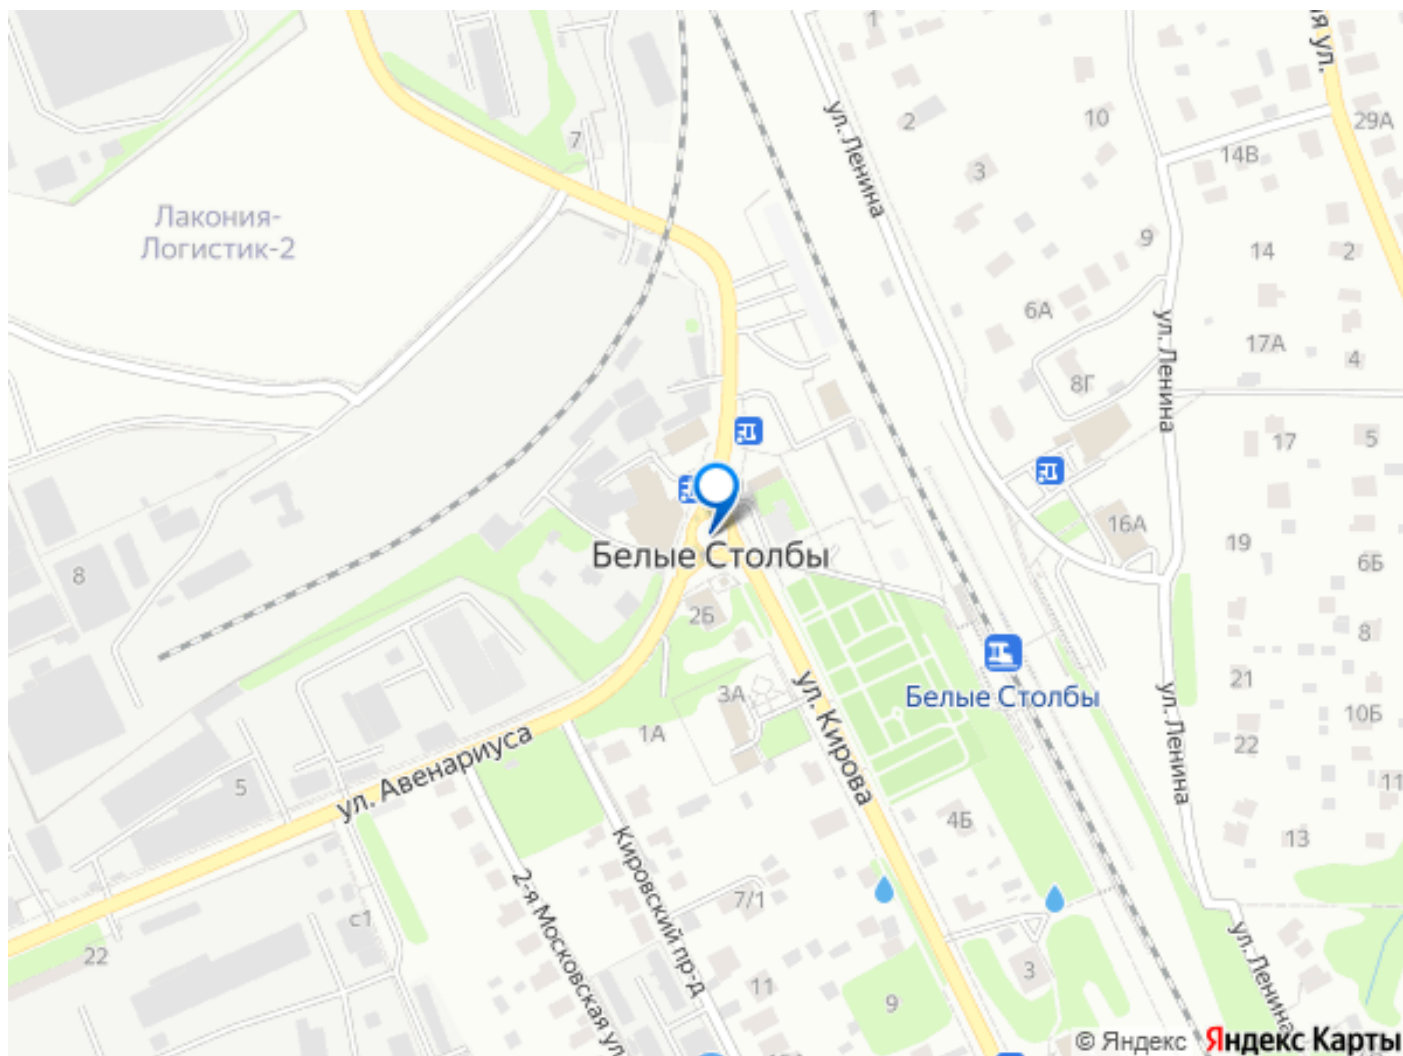 1
я ул.
ул. Ленина
2
10
29А
7
14В
3
Лакония-
Логистик-2
9
14
2
6А
ул. Ленина
17А
4
8Г
17
5
16А
19
8
Белые Столбы
6Б
2Б
8
ул. Кирова
Белые Столбы
21
3А
ул. Ленина
10Б
1А
22
ул. Авенариуса
5
11
4Б
13
Кировский пр-д
2-я Московская ул.
7/1
с1
ул. Ленина
22
3
11
9
© Яндекс Яндекс Карты